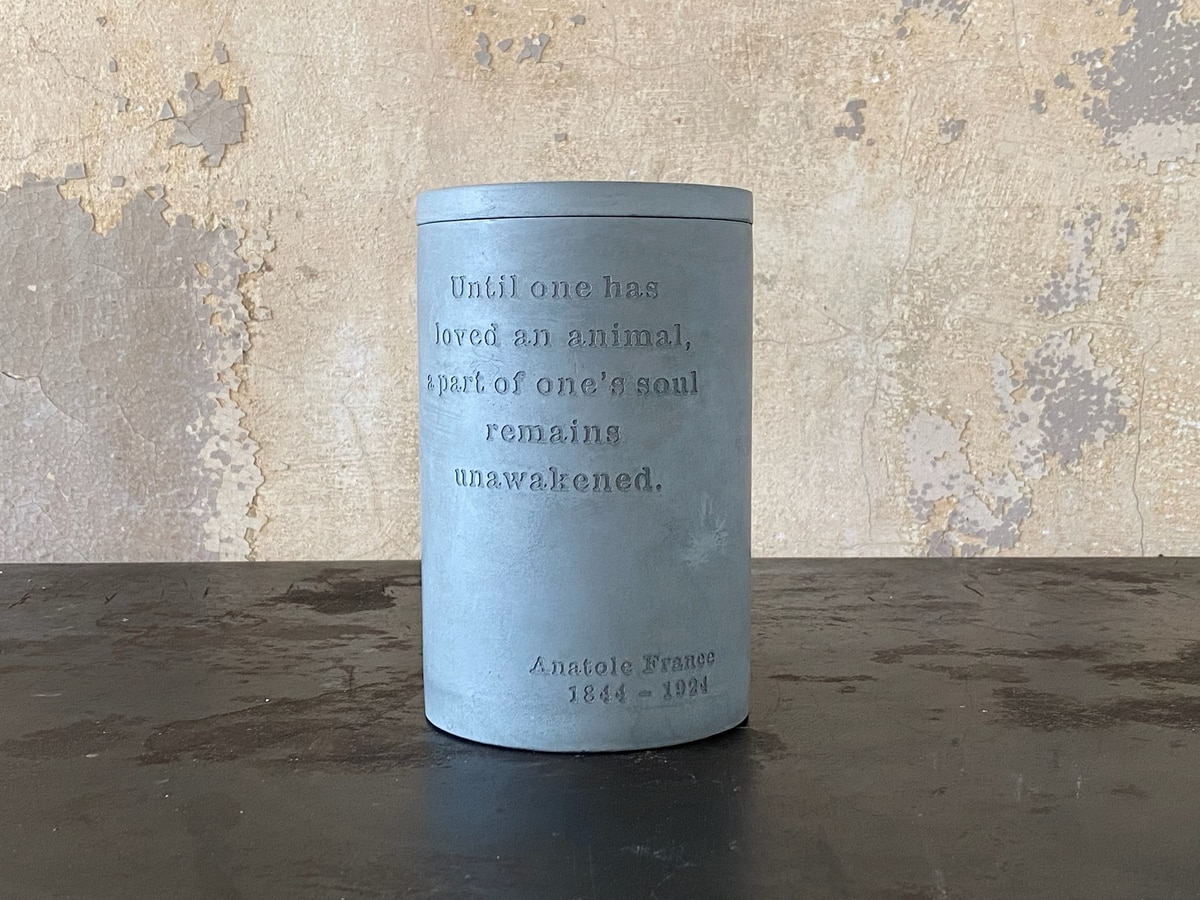 Until one has
loved an animal,
a part of one's soul
remains
unawakened.
Anatole France
1844 - 1924